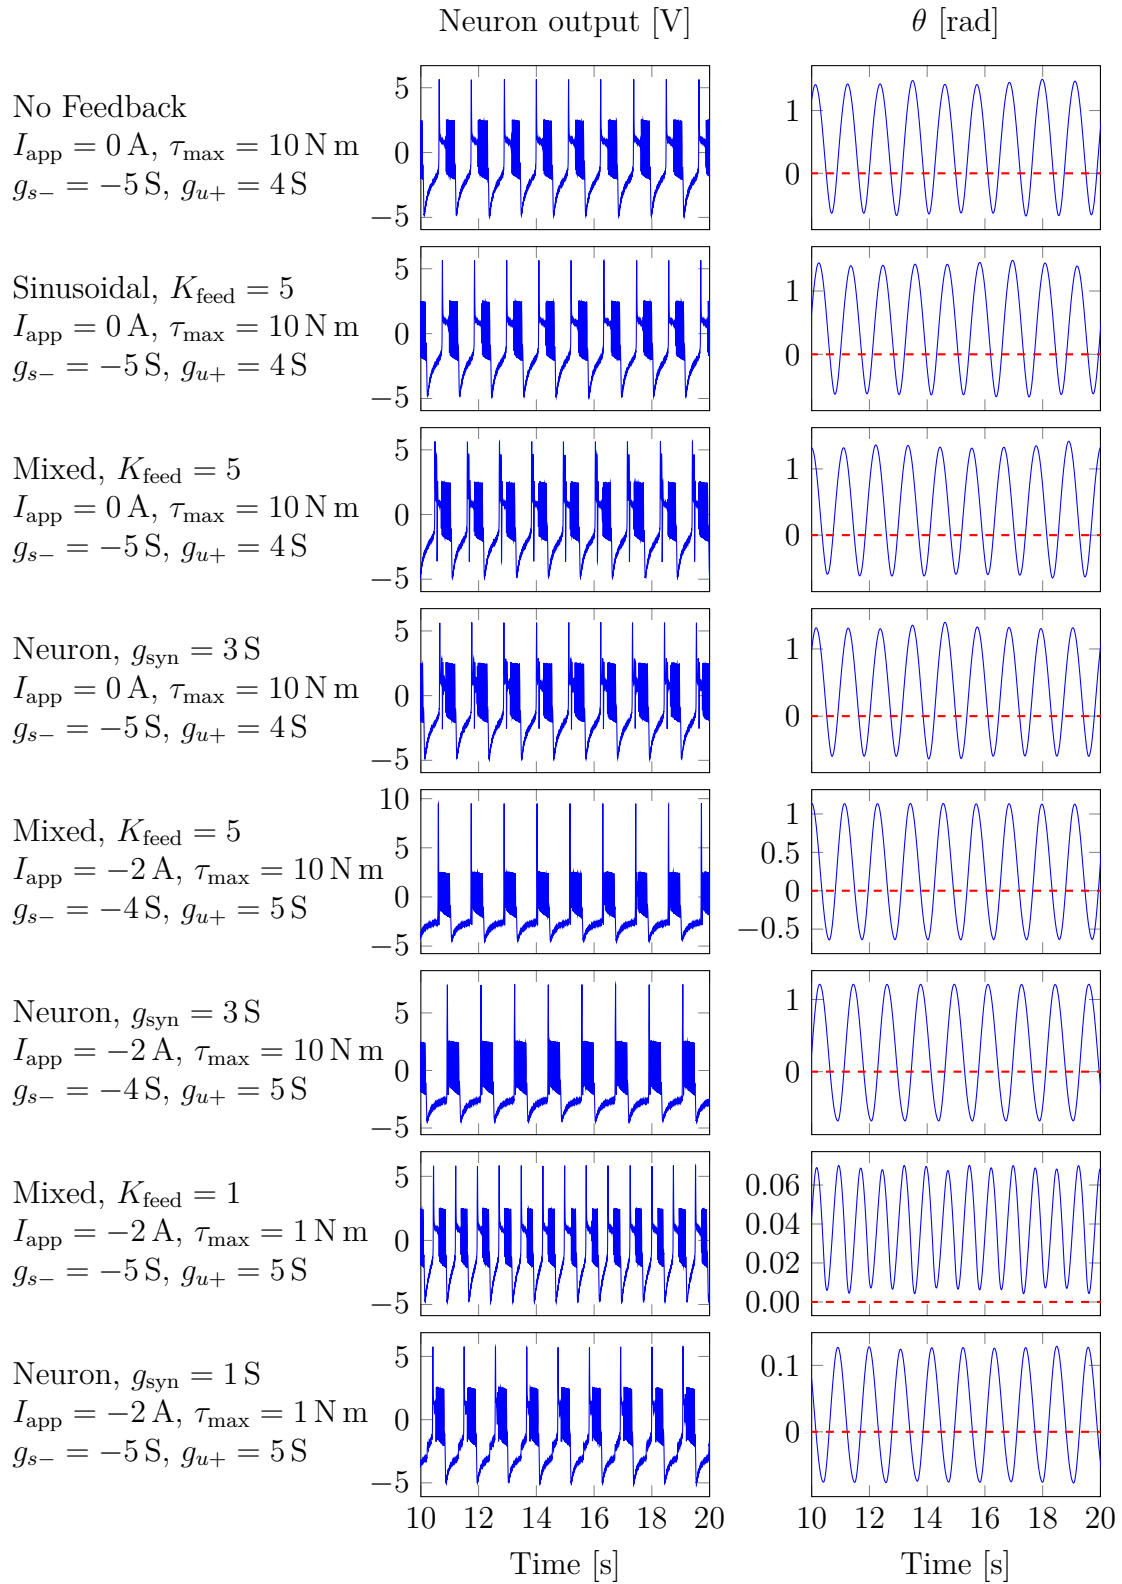 Neuron output [V]
θ [rad]
No Feedback
I_app = 0 A, τ_max = 10 N m
g_s− = −5 S, g_u+ = 4 S
5
0
−5
1
0
Sinusoidal, K_feed = 5
I_app = 0 A, τ_max = 10 N m
g_s− = −5 S, g_u+ = 4 S
5
0
−5
1
0
Mixed, K_feed = 5
I_app = 0 A, τ_max = 10 N m
g_s− = −5 S, g_u+ = 4 S
5
0
−5
1
0
Neuron, g_syn = 3 S
I_app = 0 A, τ_max = 10 N m
g_s− = −5 S, g_u+ = 4 S
5
0
−5
1
0
Mixed, K_feed = 5
I_app = −2 A, τ_max = 10 N m
g_s− = −4 S, g_u+ = 5 S
10
5
0
−5
1
0.5
0
−0.5
Neuron, g_syn = 3 S
I_app = −2 A, τ_max = 10 N m
g_s− = −4 S, g_u+ = 5 S
5
0
−5
1
0
Mixed, K_feed = 1
I_app = −2 A, τ_max = 1 N m
g_s− = −5 S, g_u+ = 5 S
5
0
−5
0.06
0.04
0.02
0.00
Neuron, g_syn = 1 S
I_app = −2 A, τ_max = 1 N m
g_s− = −5 S, g_u+ = 5 S
5
0
−5
0.1
0
10 12 14 16 18 20
10 12 14 16 18 20
Time [s]
Time [s]